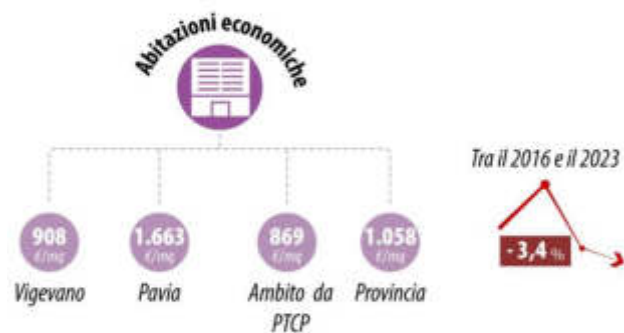 Abitazioni economiche
Tra il 2016 e il 2023
908 1.663 869 1.058
€/mq €/mq €/mq €/mq
- 3,4 %
Vigevano Pavia Ambito da Provincia
PTCP